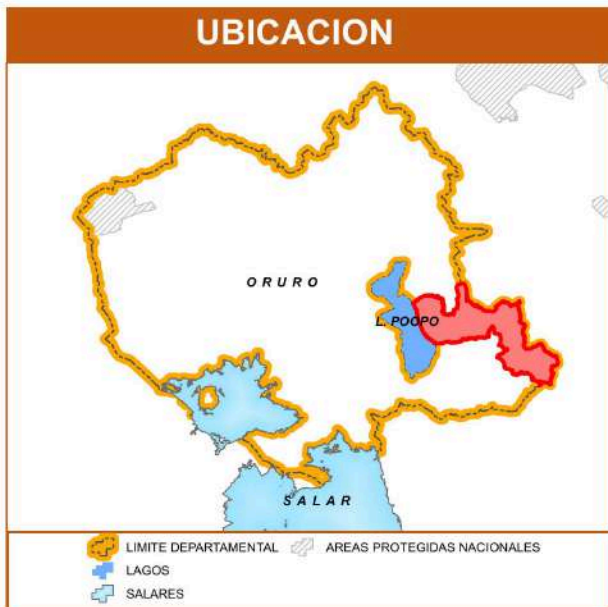 UBICACION
ORURO
L. POOPO
SALAR
LIMITE DEPARTAMENTAL
AREAS PROTEGIDAS NACIONALES
LAGOS
SALARES